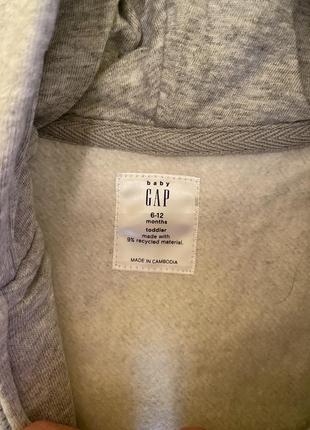 baby
GAP
6-12
months
toddler
made with
9% recycled material.
MADE IN CAMBODIA